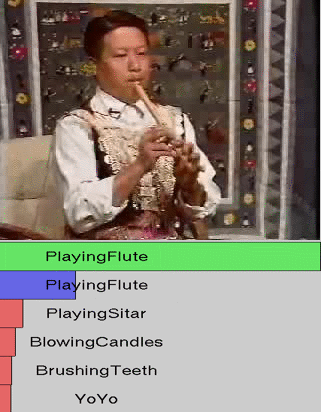 PlayingFlute
PlayingFlute
PlayingSitar
BlowingCandles
BrushingTeeth
YoYo